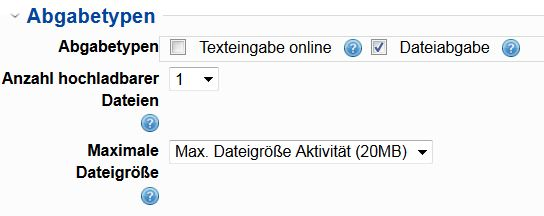 Abgabetypen
Abgabetypen Texteingabe online Dateiabgabe
Anzahl hochladbarer 1
Dateien
Maximale Max. Dateigröße Aktivität (20MB)
Dateigröße